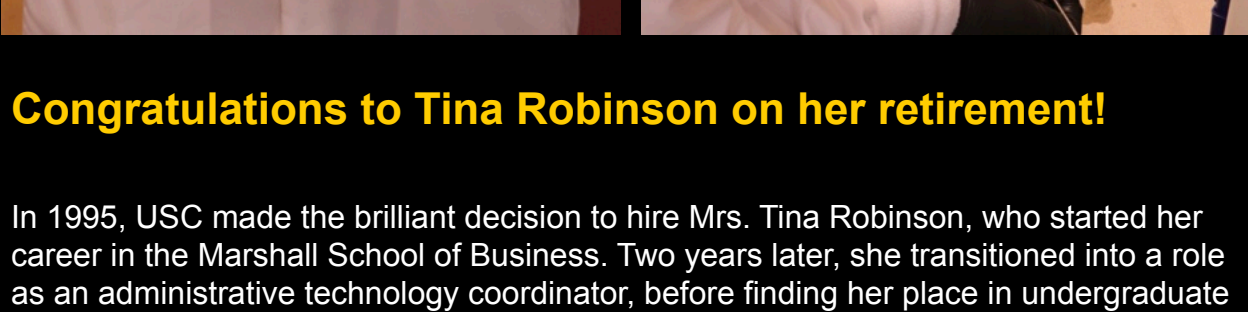 Congratulations to Tina Robinson on her retirement!
In 1995, USC made the brilliant decision to hire Mrs. Tina Robinson, who started her
career in the Marshall School of Business. Two years later, she transitioned into a role
as an administrative technology coordinator, before finding her place in undergraduate